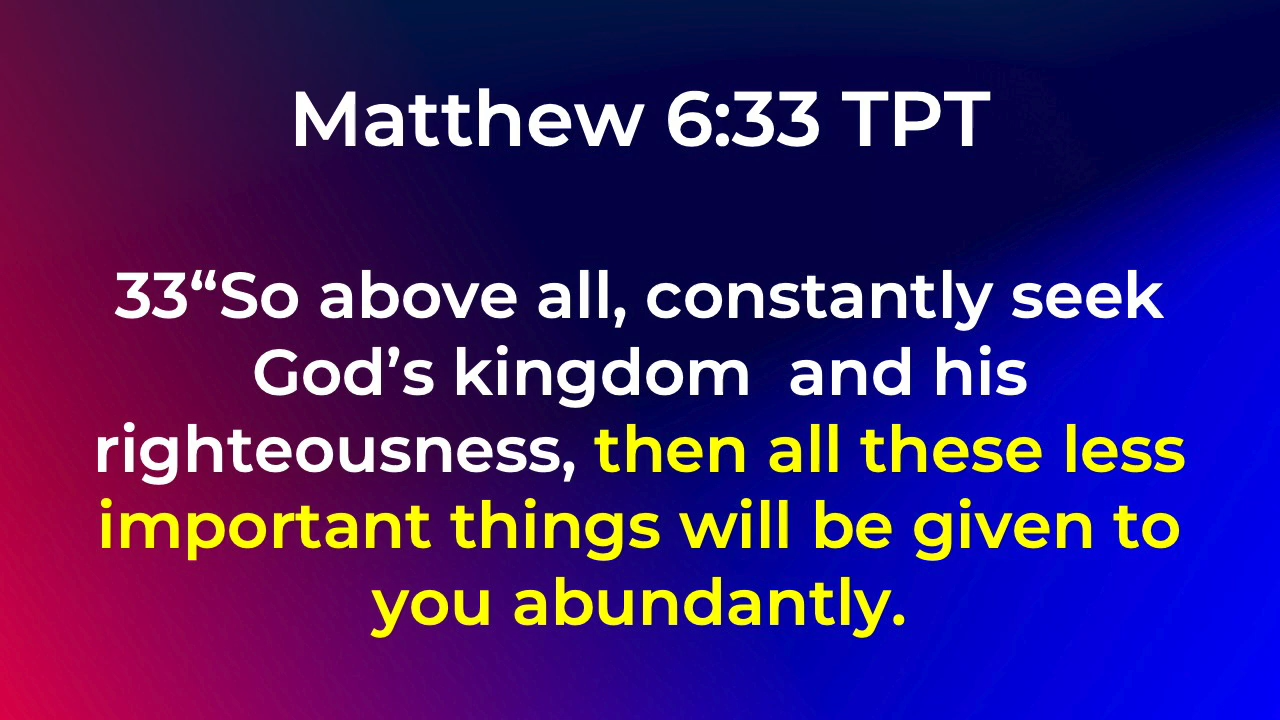 Matthew 6:33 TPT
33“So above all, constantly seek
God’s kingdom  and his
righteousness, then all these less
important things will be given to
you abundantly.